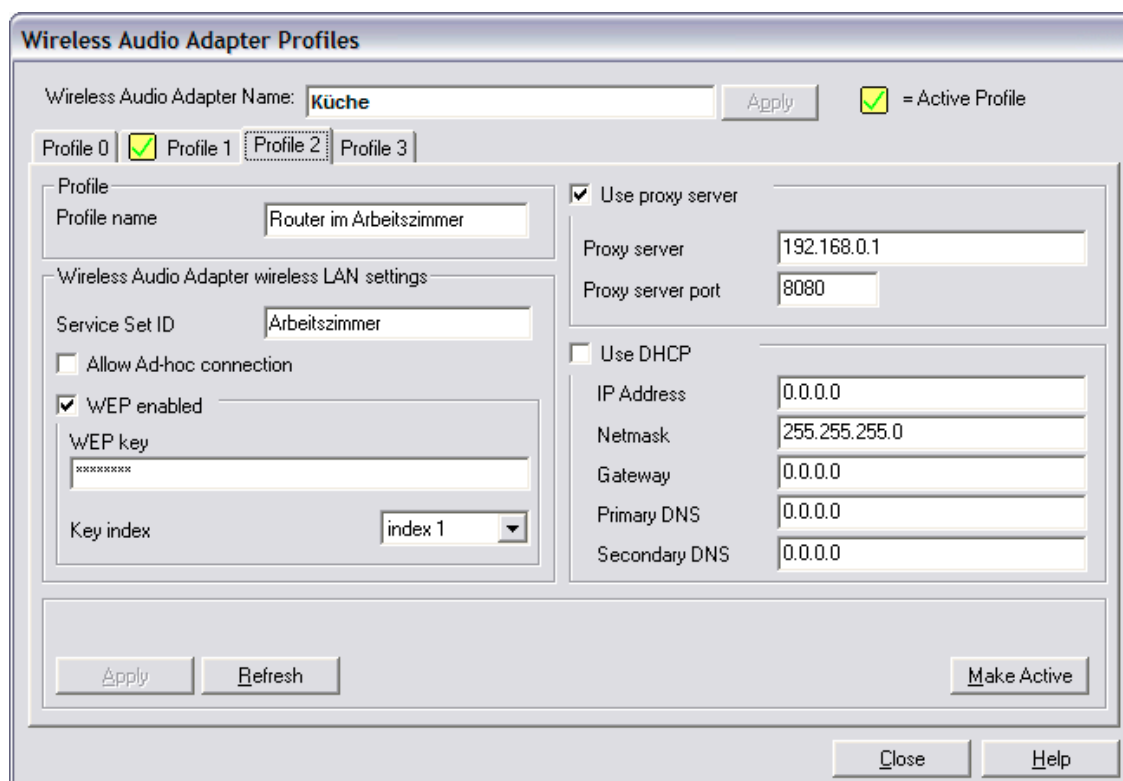 Wireless Audio Adapter Profiles
Wireless Audio Adapter Name: Küche Apply = Active Profile
Profile 0 Profile 1 Profile 2 Profile 3
Profile
Profile name Router im Arbeitszimmer
Wireless Audio Adapter wireless LAN settings
Service Set ID Arbeitszimmer
Allow Ad-hoc connection
WEP enabled
WEP key
********
Key index index 1
Use proxy server
Proxy server 192.168.0.1
Proxy server port 8080
Use DHCP
IP Address 0.0.0.0
Netmask 255.255.255.0
Gateway 0.0.0.0
Primary DNS 0.0.0.0
Secondary DNS 0.0.0.0
Apply Refresh Make Active
Close Help